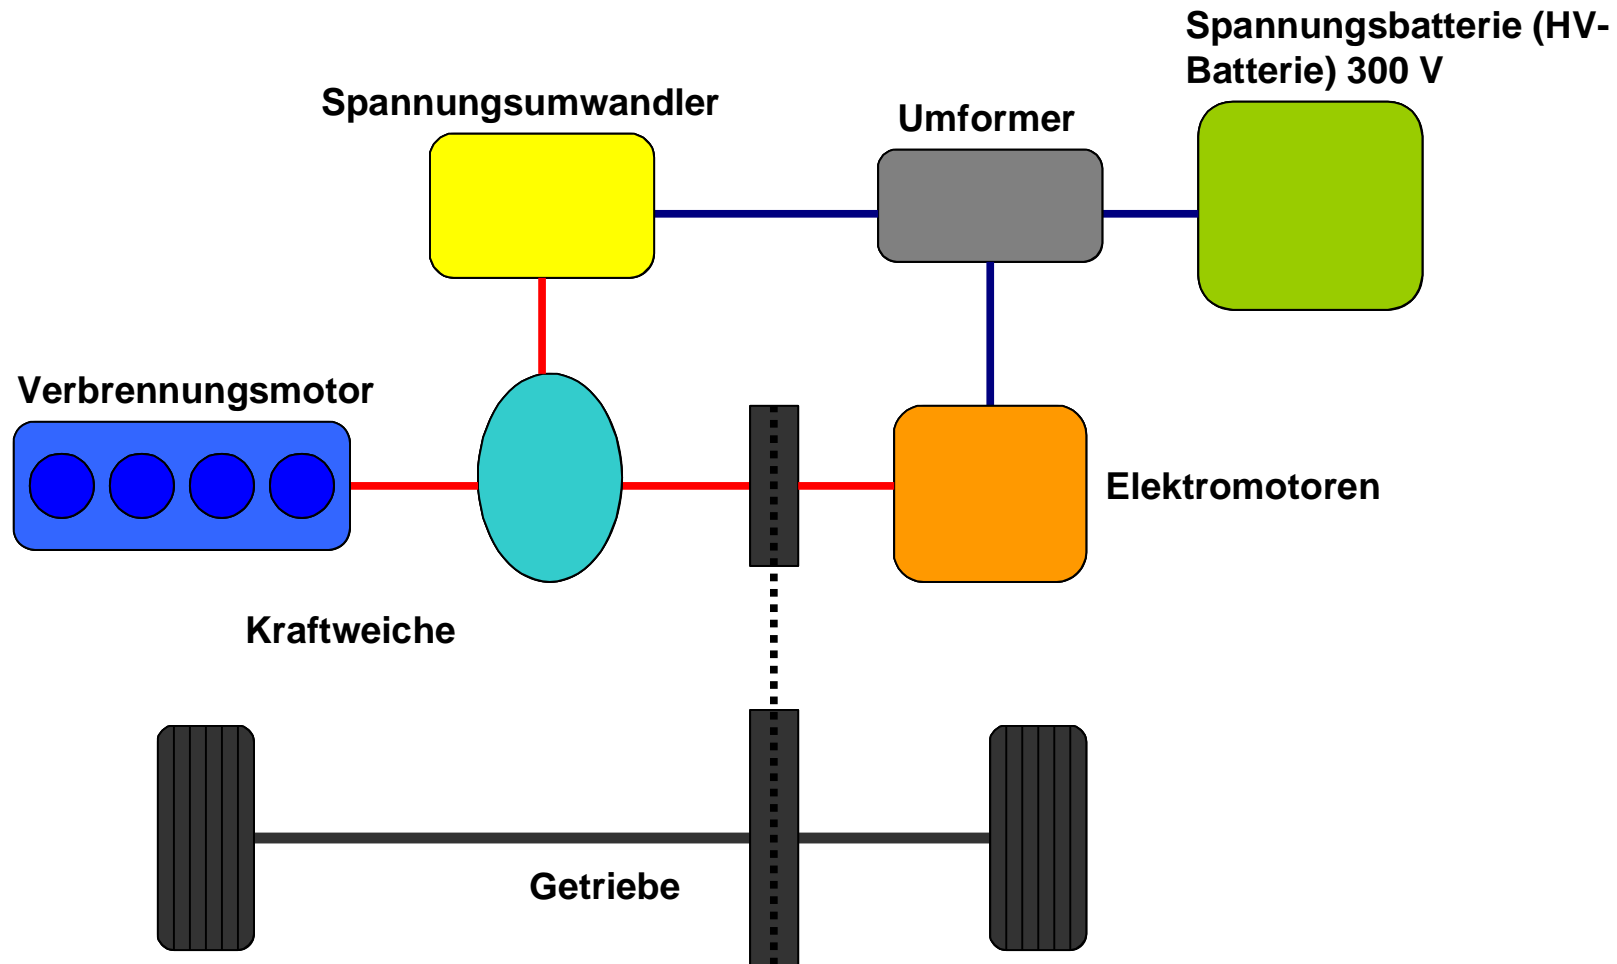 Spannungsbatterie (HV-
Batterie) 300 V
Spannungsumwandler
Umformer
Verbrennungsmotor
Elektromotoren
Kraftweiche
Getriebe